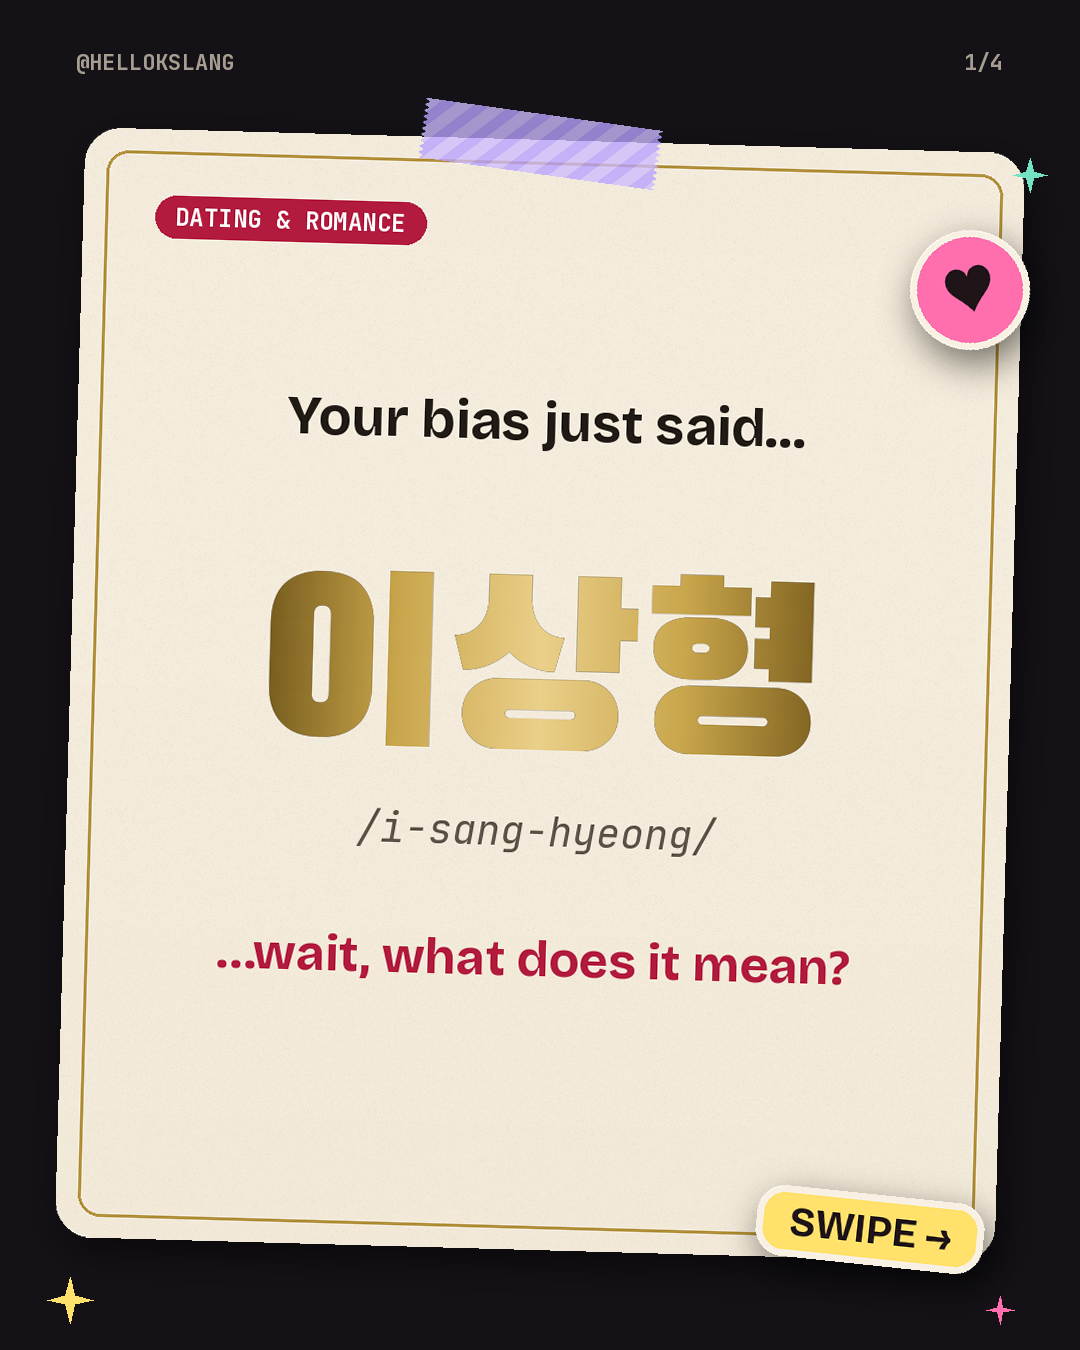 @HELLOKSLANG
1/4
DATING & ROMANCE
Your bias just said...
이상형
/i-sang-hyeong/
...wait, what does it mean?
SWIPE →